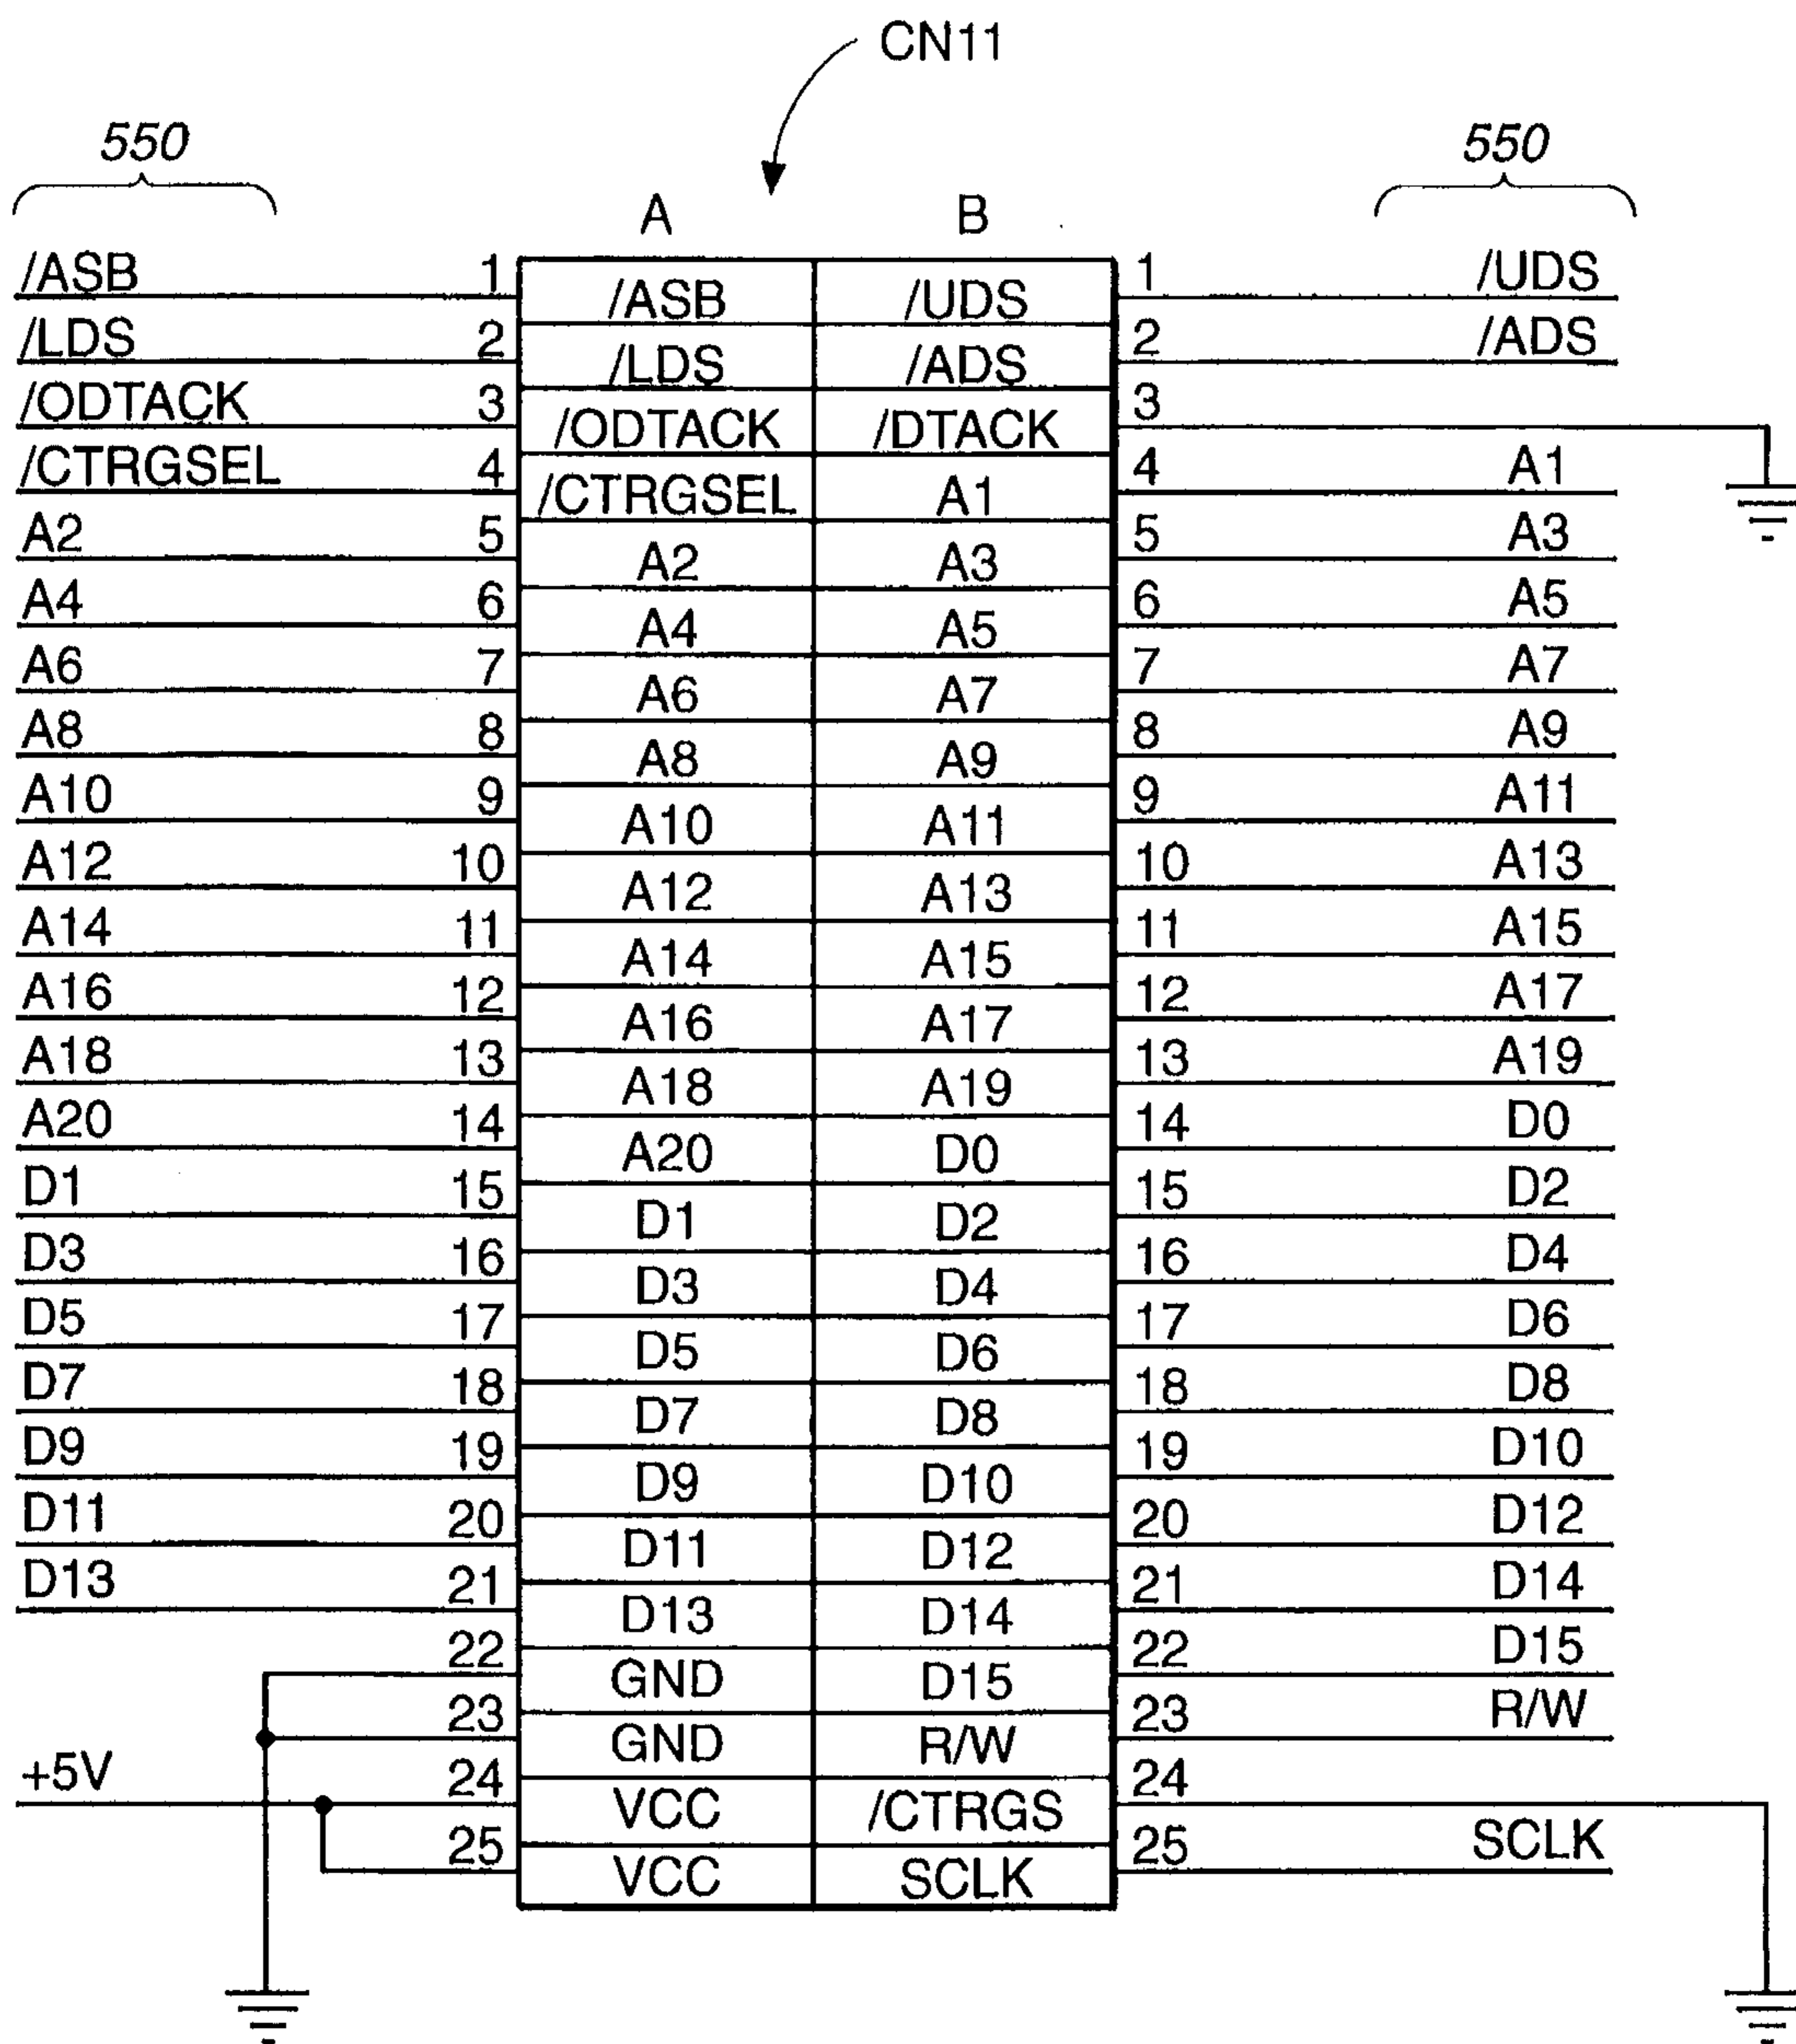 CN11
550 550
A B
/ASB 1 /ASB /UDS 1 /UDS
/LDS 2 /LDS /ADS 2 /ADS
/ODTACK 3 /ODTACK /DTACK 3
/CTRGSEL 4 /CTRGSEL A1 4 A1
A2 5 A2 A3 5 A3
A4 6 A4 A5 6 A5
A6 7 A6 A7 7 A7
A8 8 A8 A9 8 A9
A10 9 A10 A11 9 A11
A12 10 A12 A13 10 A13
A14 11 A14 A15 11 A15
A16 12 A16 A17 12 A17
A18 13 A18 A19 13 A19
A20 14 A20 D0 14 D0
D1 15 D1 D2 15 D2
D3 16 D3 D4 16 D4
D5 17 D5 D6 17 D6
D7 18 D7 D8 18 D8
D9 19 D9 D10 19 D10
D11 20 D11 D12 20 D12
D13 21 D13 D14 21 D14
22 GND D15 22 D15
23 GND R/W 23 R/W
+5V 24 VCC /CTRGS 24
25 VCC SCLK 25 SCLK